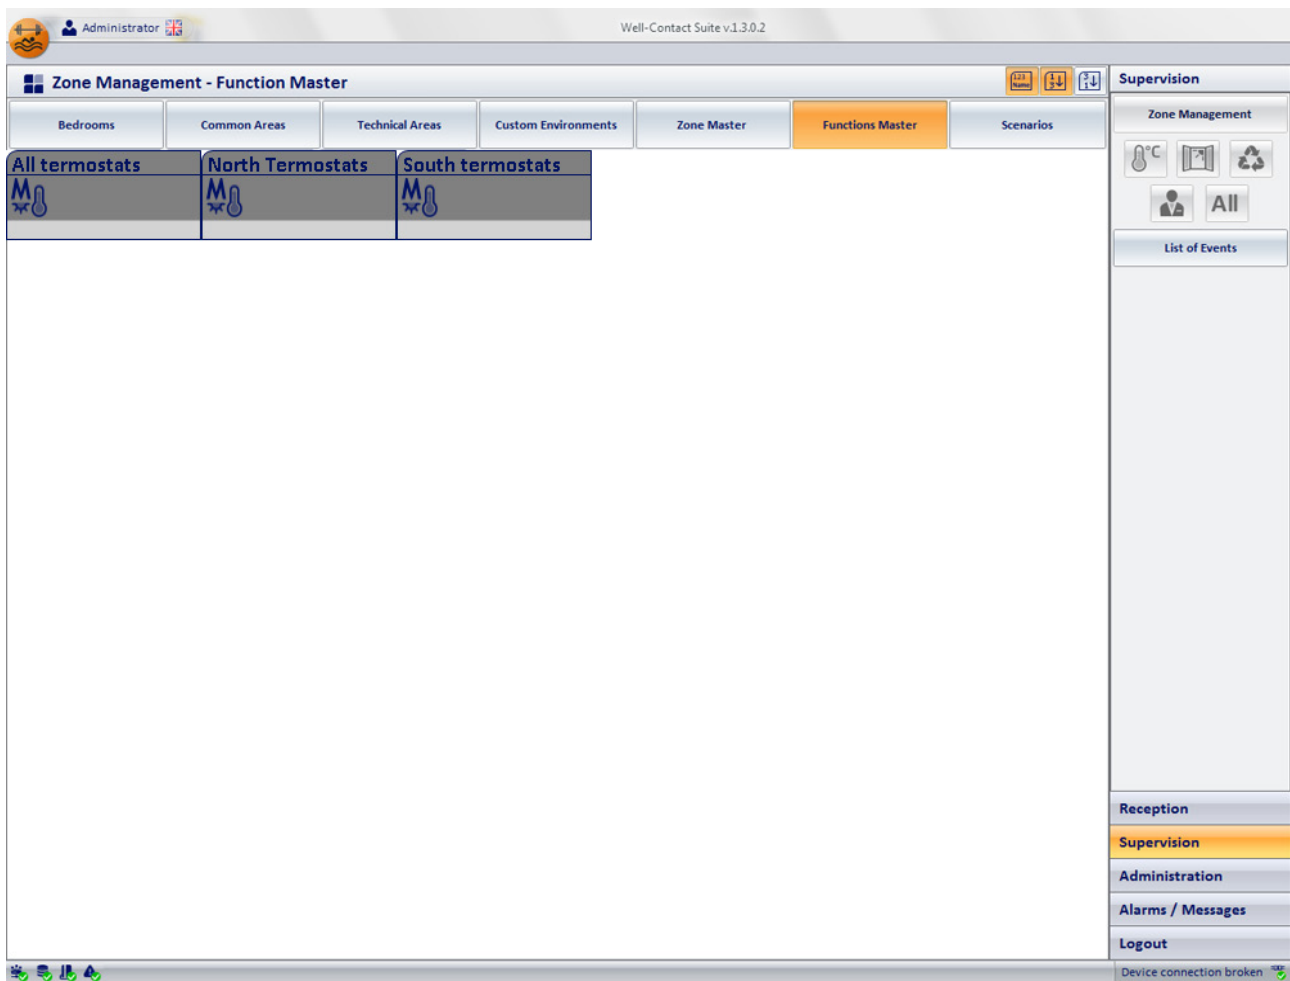 Administrator
Well-Contact Suite v.1.3.0.2
Zone Management - Function Master
Supervision
Bedrooms
Common Areas
Technical Areas
Custom Environments
Zone Master
Functions Master
Scenarios
Zone Management
All termostats
North Termostats
South termostats
M
M
M
°C
All
List of Events
Reception
Supervision
Administration
Alarms / Messages
Logout
Device connection broken